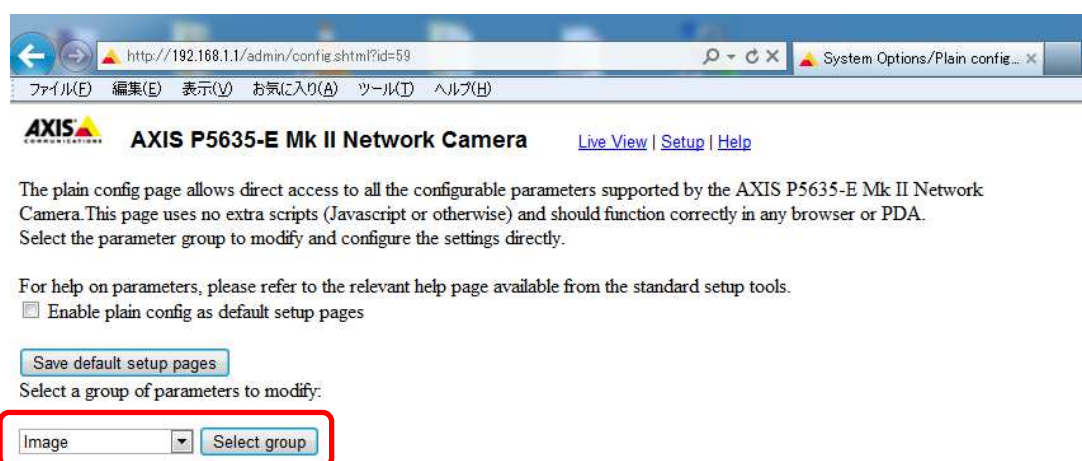 http://192.168.1.1/admin/config.shtml?id=59
System Options/Plain config...
ファイル(F) 編集(E) 表示(V) お気に入り(A) ツール(T) ヘルプ(H)
AXIS COMMUNICATIONS
AXIS P5635-E Mk II Network Camera Live View | Setup | Help
The plain config page allows direct access to all the configurable parameters supported by the AXIS P5635-E Mk II Network
Camera.This page uses no extra scripts (Javascript or otherwise) and should function correctly in any browser or PDA.
Select the parameter group to modify and configure the settings directly.
For help on parameters, please refer to the relevant help page available from the standard setup tools.
Enable plain config as default setup pages
Save default setup pages
Select a group of parameters to modify:
Image Select group